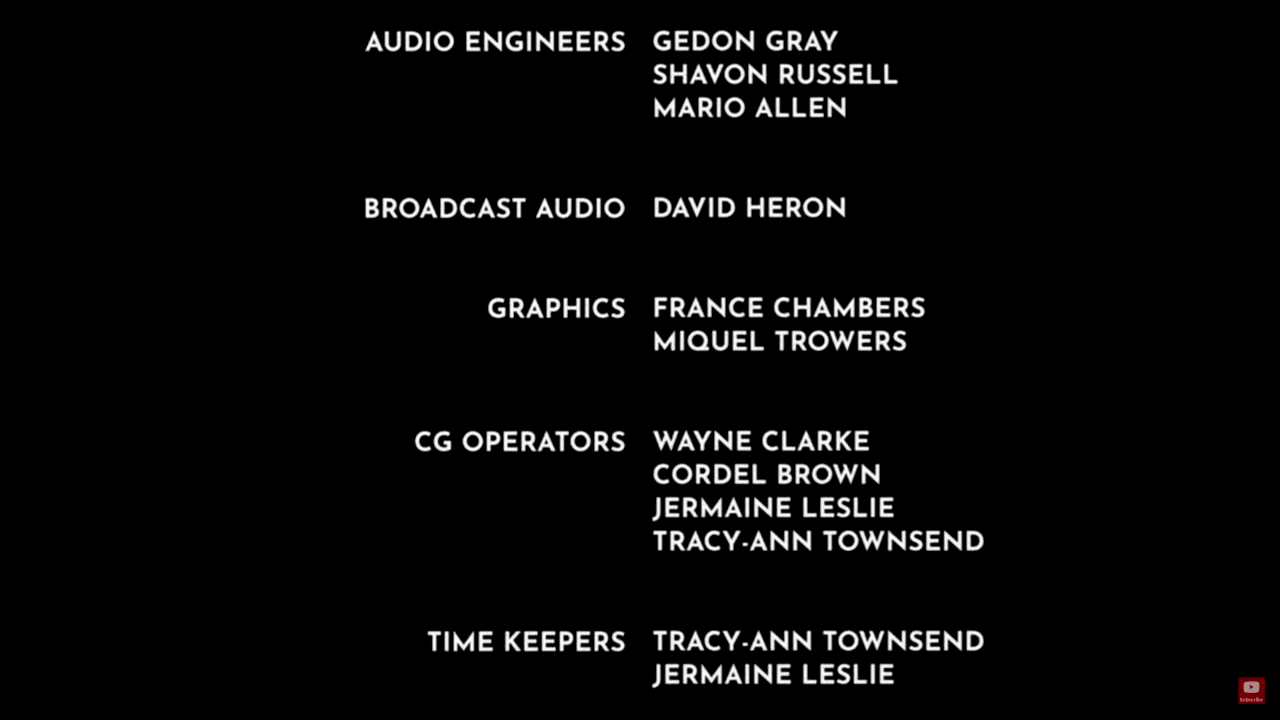 AUDIO ENGINEERS GEDON GRAY
SHAVON RUSSELL
MARIO ALLEN
BROADCAST AUDIO DAVID HERON
GRAPHICS FRANCE CHAMBERS
MIQUEL TROWERS
CG OPERATORS WAYNE CLARKE
CORDEL BROWN
JERMAINE LESLIE
TRACY-ANN TOWNSEND
TIME KEEPERS TRACY-ANN TOWNSEND
JERMAINE LESLIE
Subscribe